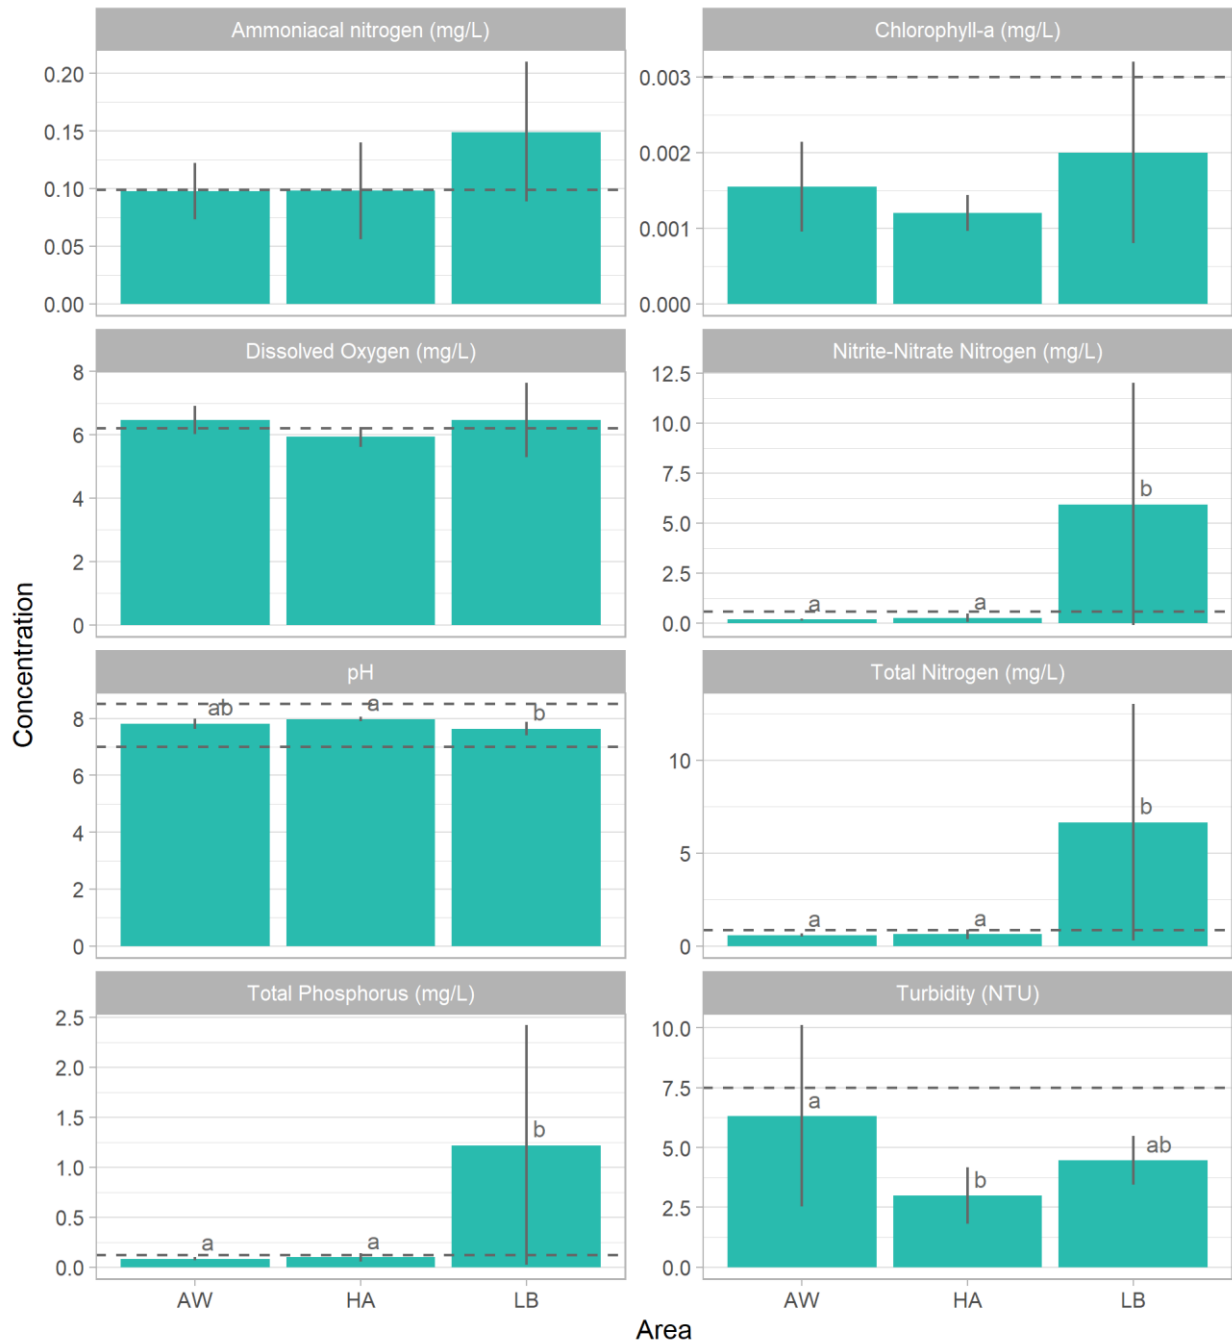 Ammoniacal nitrogen (mg/L)
0.20
0.15
0.10
0.05
0.00
Chlorophyll-a (mg/L)
0.003
0.002
0.001
0.000
Dissolved Oxygen (mg/L)
8
6
4
2
0
Nitrite-Nitrate Nitrogen (mg/L)
12.5
10.0
7.5
5.0
2.5
0.0
a
a
b
pH
8
6
4
2
0
ab
a
b
Total Nitrogen (mg/L)
10
5
0
a
a
b
Total Phosphorus (mg/L)
2.5
2.0
1.5
1.0
0.5
0.0
a
a
b
AW HA LB
Turbidity (NTU)
10.0
7.5
5.0
2.5
0.0
a
b
ab
AW HA LB
Concentration
Area